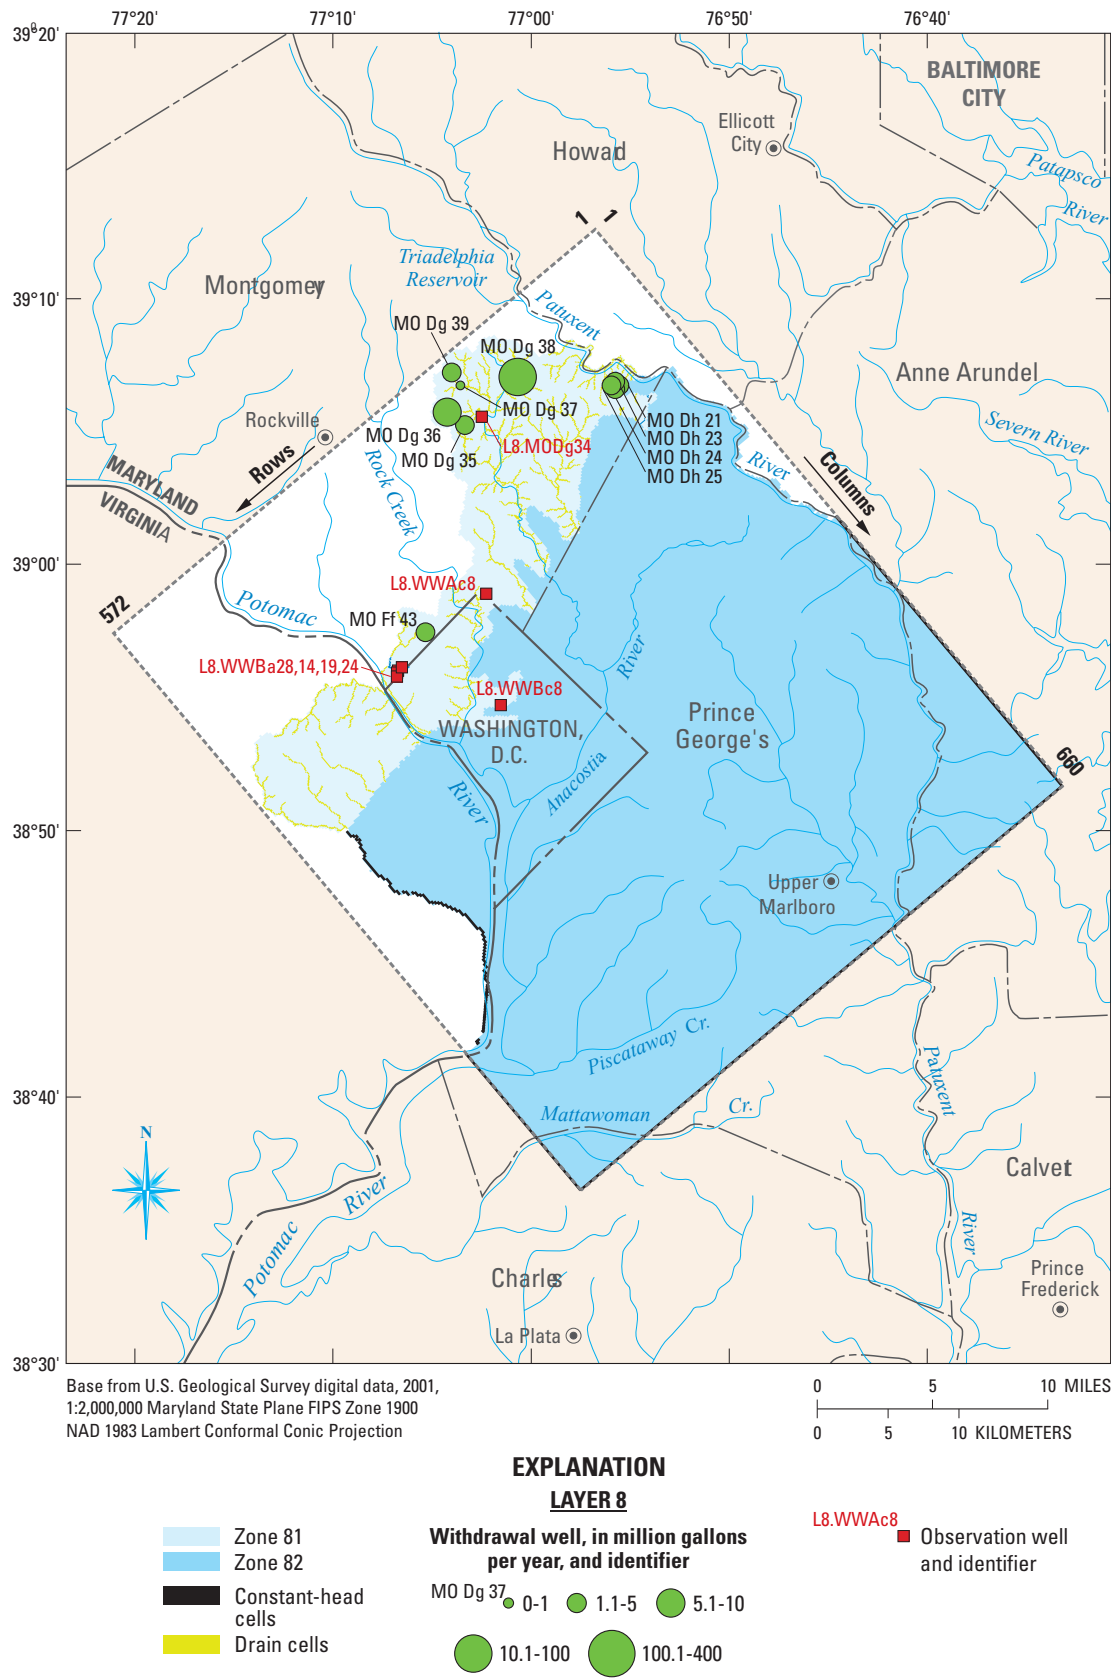 77°20' 77°10' 77°00' 76°50' 76°40'
39°20'
BALTIMORE
CITY
Ellicott
City
Howard
Patapsco
River
1 1
Triadelphia
Reservoir
Montgomery
39°10'
Patuxent
MO Dg 39
MO Dg 38
Anne Arundel
MO Dg 37
MO Dh 21
Rockville
MO Dg 36
MO Dh 23
Severn River
L8.MODg34
MO Dg 35
MO Dh 24
MO Dh 25
Rows
Rock Creek
River
Columns
MARYLAND
VIRGINIA
39°00'
L8.WWAc8
572
Potomac
MO Ff 43
River
L8.WWBa28,14,19,24
L8.WWBc8
WASHINGTON,
D.C.
Prince
George's
660
Anacostia
River
38°50'
Upper
Marlboro
Piscataway Cr.
Patuxent
38°40'
Mattawoman Cr.
N
Calvert
River
Potomac
River
Charles
Prince
Frederick
La Plata
38°30'
Base from U.S. Geological Survey digital data, 2001,
1:2,000,000 Maryland State Plane FIPS Zone 1900
NAD 1983 Lambert Conformal Conic Projection
0 5 10 MILES
0 5 10 KILOMETERS
EXPLANATION
LAYER 8
Zone 81
Zone 82
Constant-head
cells
Drain cells
Withdrawal well, in million gallons
per year, and identifier
MO Dg 37
0-1 1.1-5 5.1-10
10.1-100 100.1-400
L8.WWAc8
Observation well
and identifier